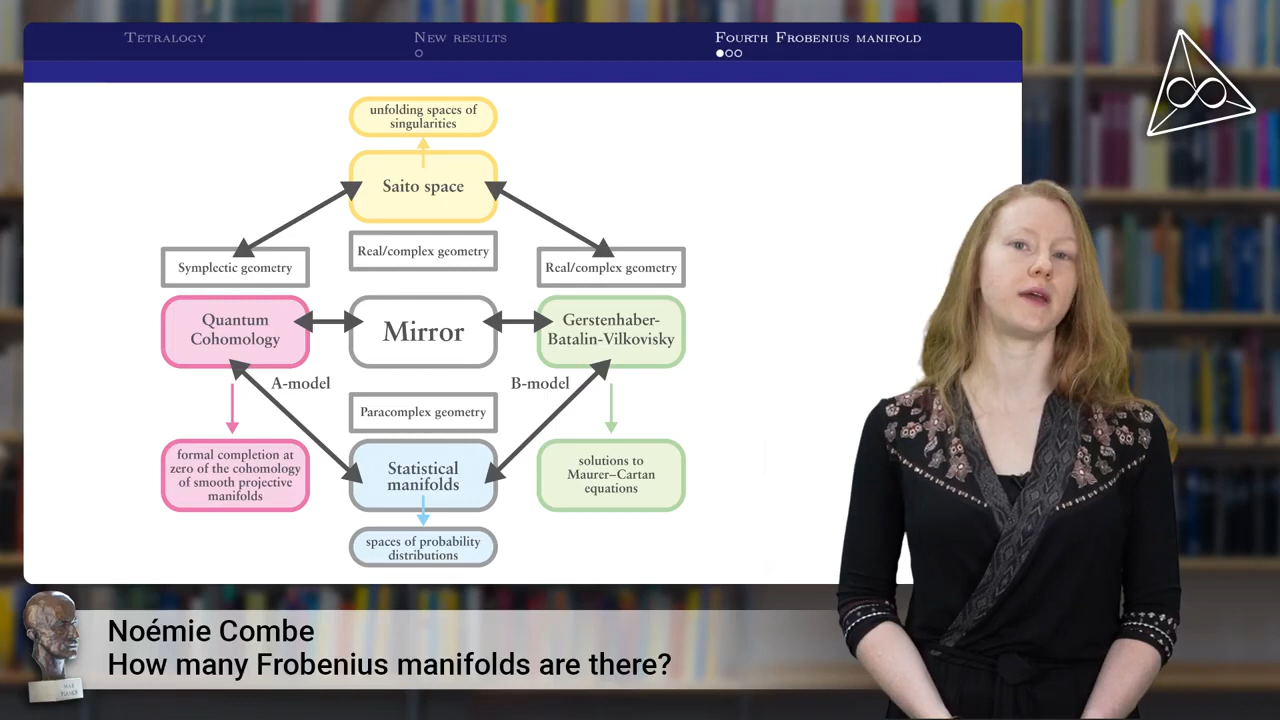 TETRALOGY
NEW RESULTS
FOURTH FROBENIUS MANIFOLD
unfolding spaces of
singularities
Saito space
Real/complex geometry
Symplectic geometry
Real/complex geometry
Quantum
Cohomology
Mirror
Gerstenhaber-
Batalin-Vilkovisky
A-model
B-model
Paracomplex geometry
formal completion at
zero of the cohomology
of smooth projective
manifolds
Statistical
manifolds
solutions to
Maurer–Cartan
equations
spaces of probability
distributions
Noémie Combe
How many Frobenius manifolds are there?
MAX
PLANCK